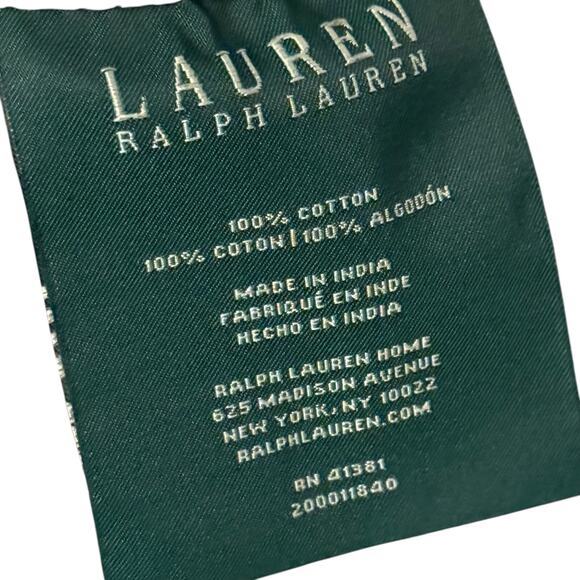 LAUREN
RALPH LAUREN
100% COTTON
100% COTON | 100% ALGODÓN
MADE IN INDIA
FABRIQUÉ EN INDE
HECHO EN INDIA
RALPH LAUREN HOME
625 MADISON AVENUE
NEW YORK, NY 10022
RALPHLAUREN.COM
RN 41381
200011840